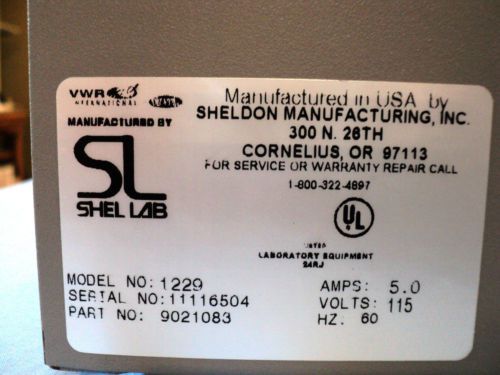 VWR
INTERNATIONAL
MANUFACTURED BY
SL
SHEL LAB
Manufactured in USA by
SHELDON MANUFACTURING, INC.
300 N. 26TH
CORNELIUS, OR 97113
FOR SERVICE OR WARRANTY REPAIR CALL
1-800-322-4897
UL
LISTED
LABORATORY EQUIPMENT
24RJ
MODEL NO: 1229
SERIAL NO: 11116504
PART NO: 9021083
AMPS: 5.0
VOLTS: 115
HZ: 60